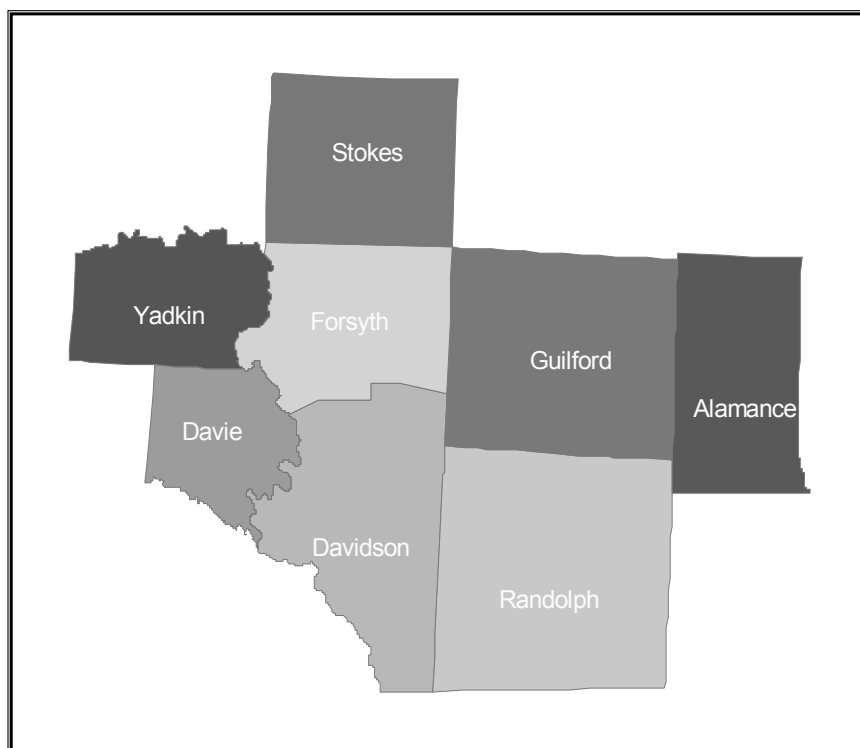 Stokes
Yadkin
Forsyth
Guilford
Alamance
Davie
Davidson
Randolph